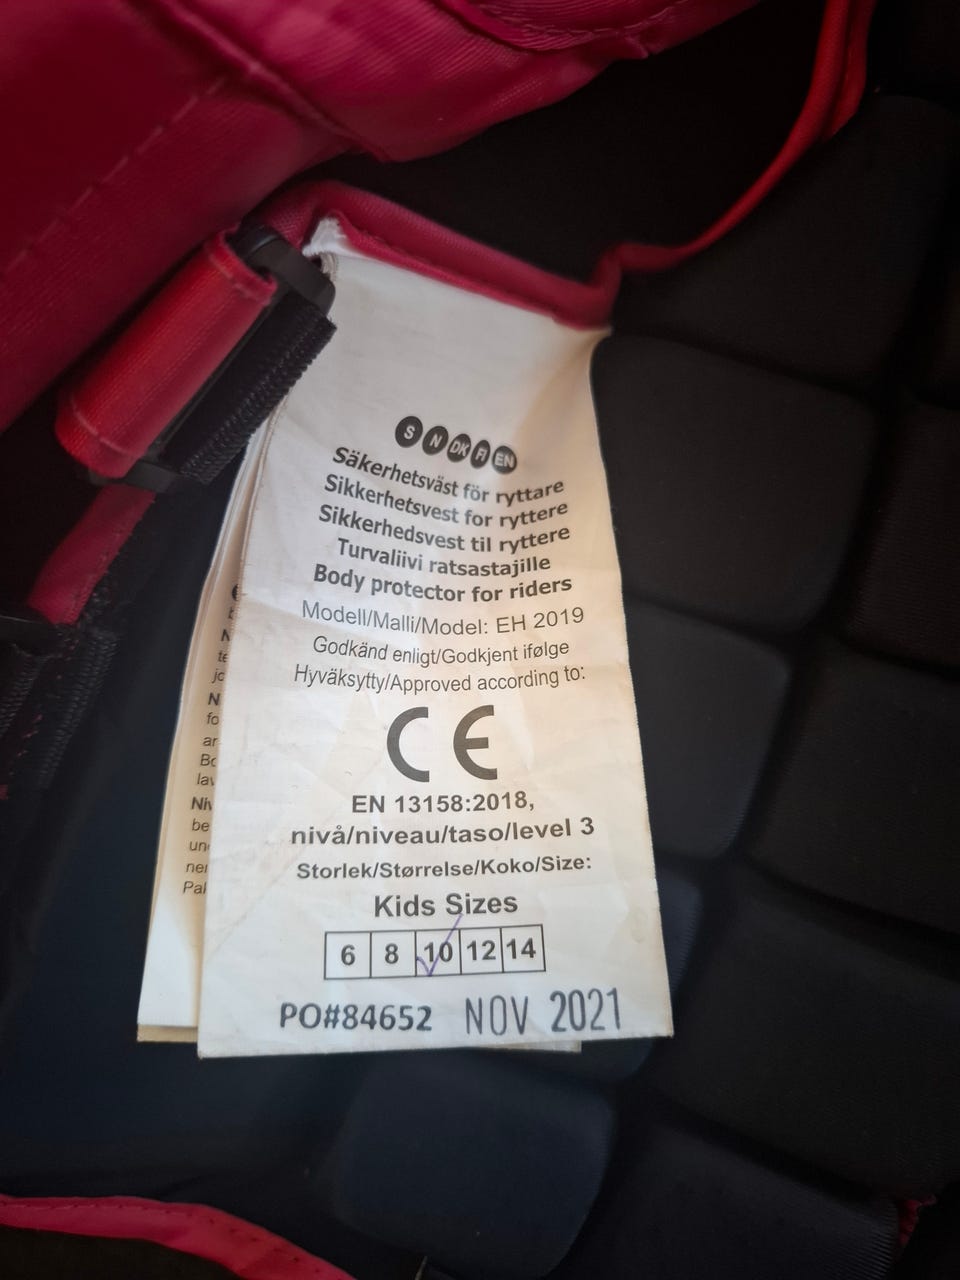 S N DK FI EN
Säkerhetsväst för ryttare
Sikkerhetsvest for ryttere
Sikkerhedsvest til ryttere
Turvaliivi ratsastajille
Body protector for riders
Modell/Malli/Model: EH 2019
Godkänd enligt/Godkjent ifølge
Hyväksytty/Approved according to:
CE
EN 13158:2018,
nivå/niveau/taso/level 3
Storlek/Størrelse/Koko/Size:
Kids Sizes
6 8 10 12 14
PO#84652 NOV 2021